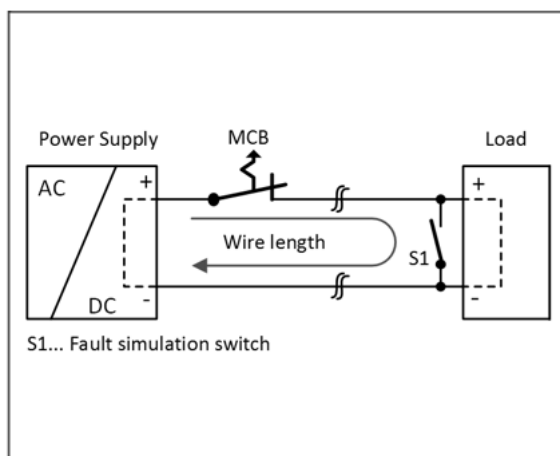 Power Supply
MCB
Load
AC
+
+
Wire length
S1
DC
-
-
S1... Fault simulation switch